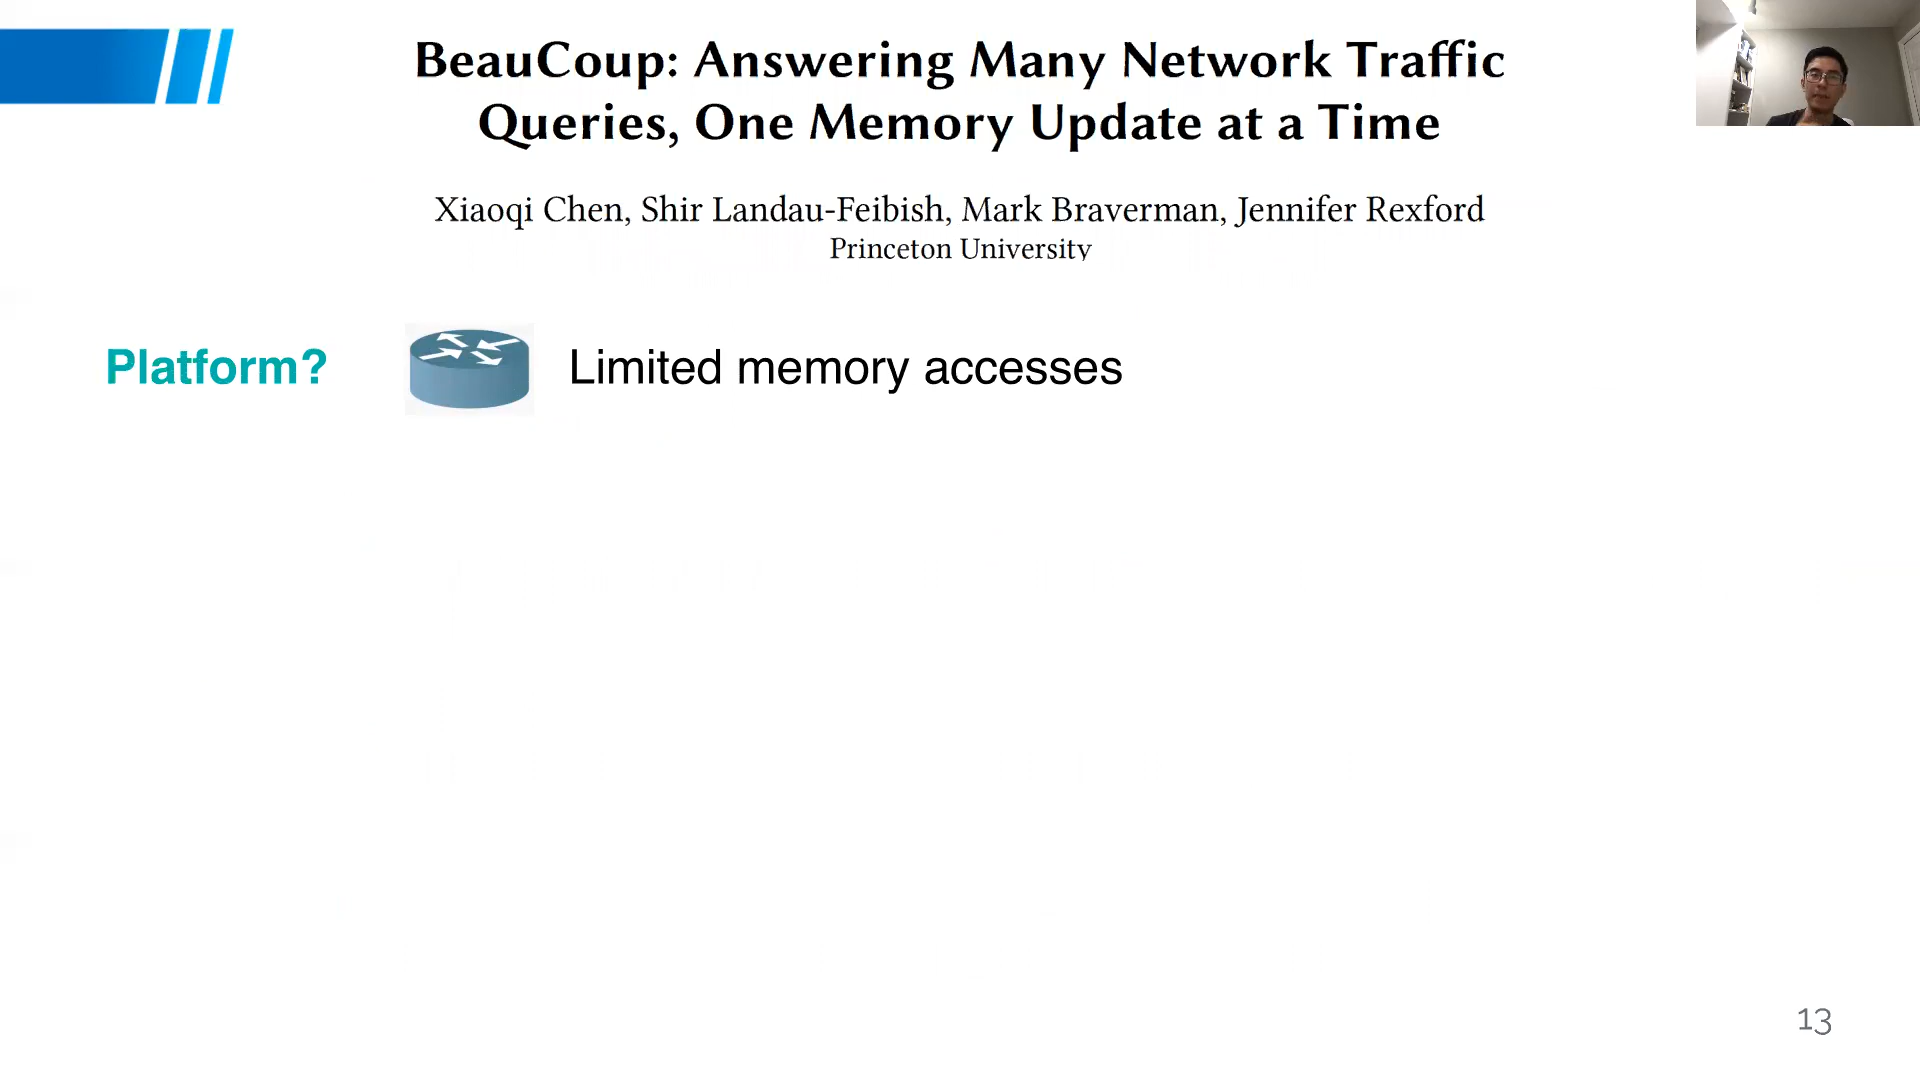 BeauCoup: Answering Many Network Traffic
Queries, One Memory Update at a Time
Xiaoqi Chen, Shir Landau-Feibish, Mark Braverman, Jennifer Rexford
Princeton University
Platform? Limited memory accesses
13